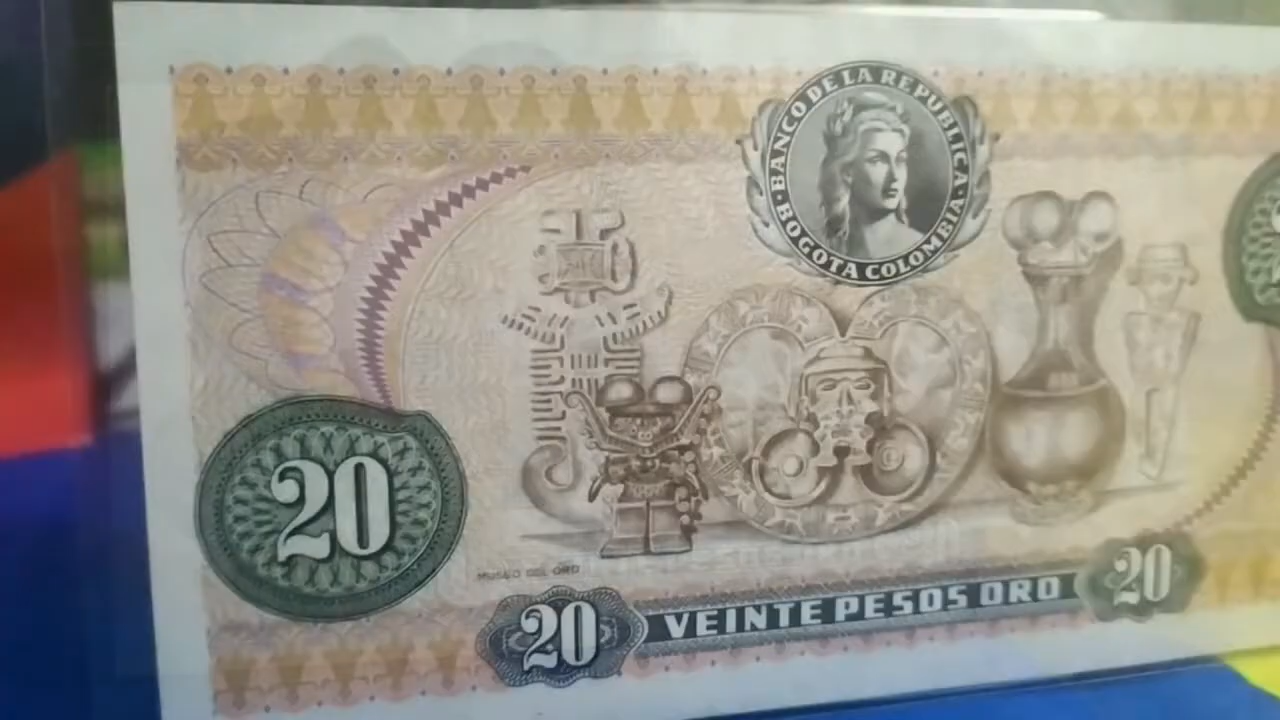 BANCO DE LA REPUBLICA
BOGOTA COLOMBIA
20
MUSEO DEL ORO
20 VEINTE PESOS ORO 20